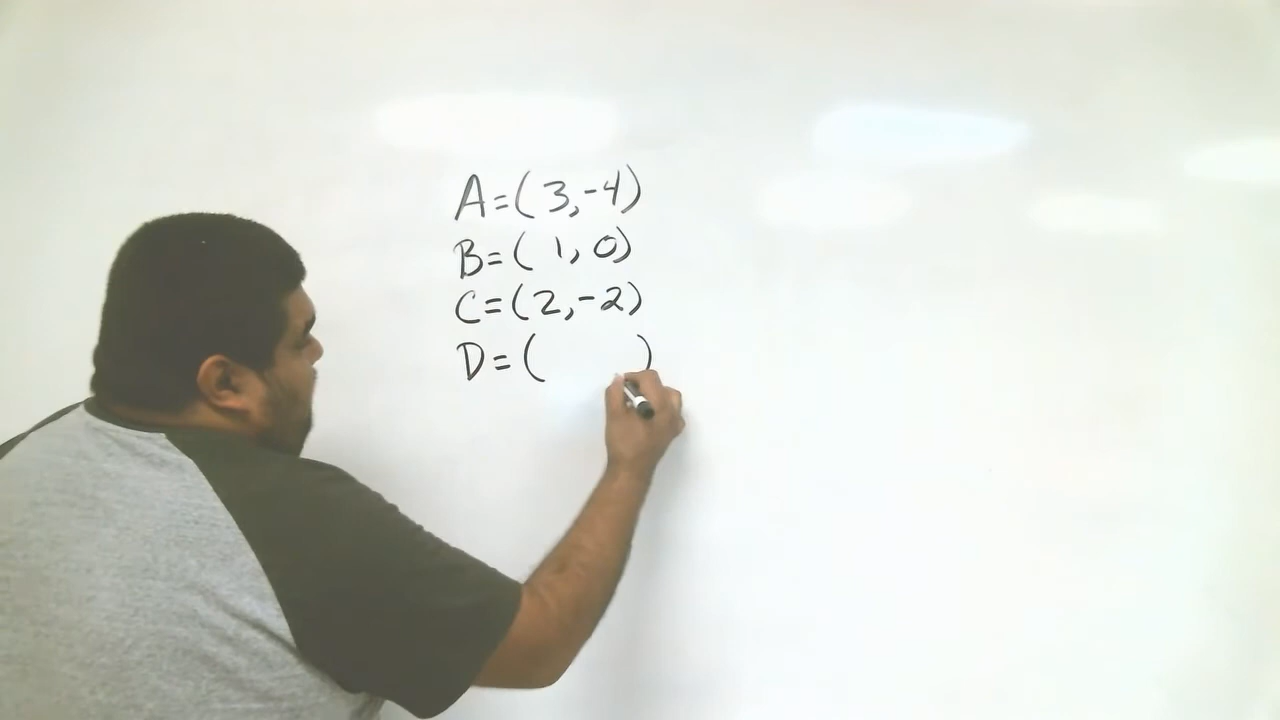 A=(3,-4)
B=(1,0)
C=(2,-2)
D=( )